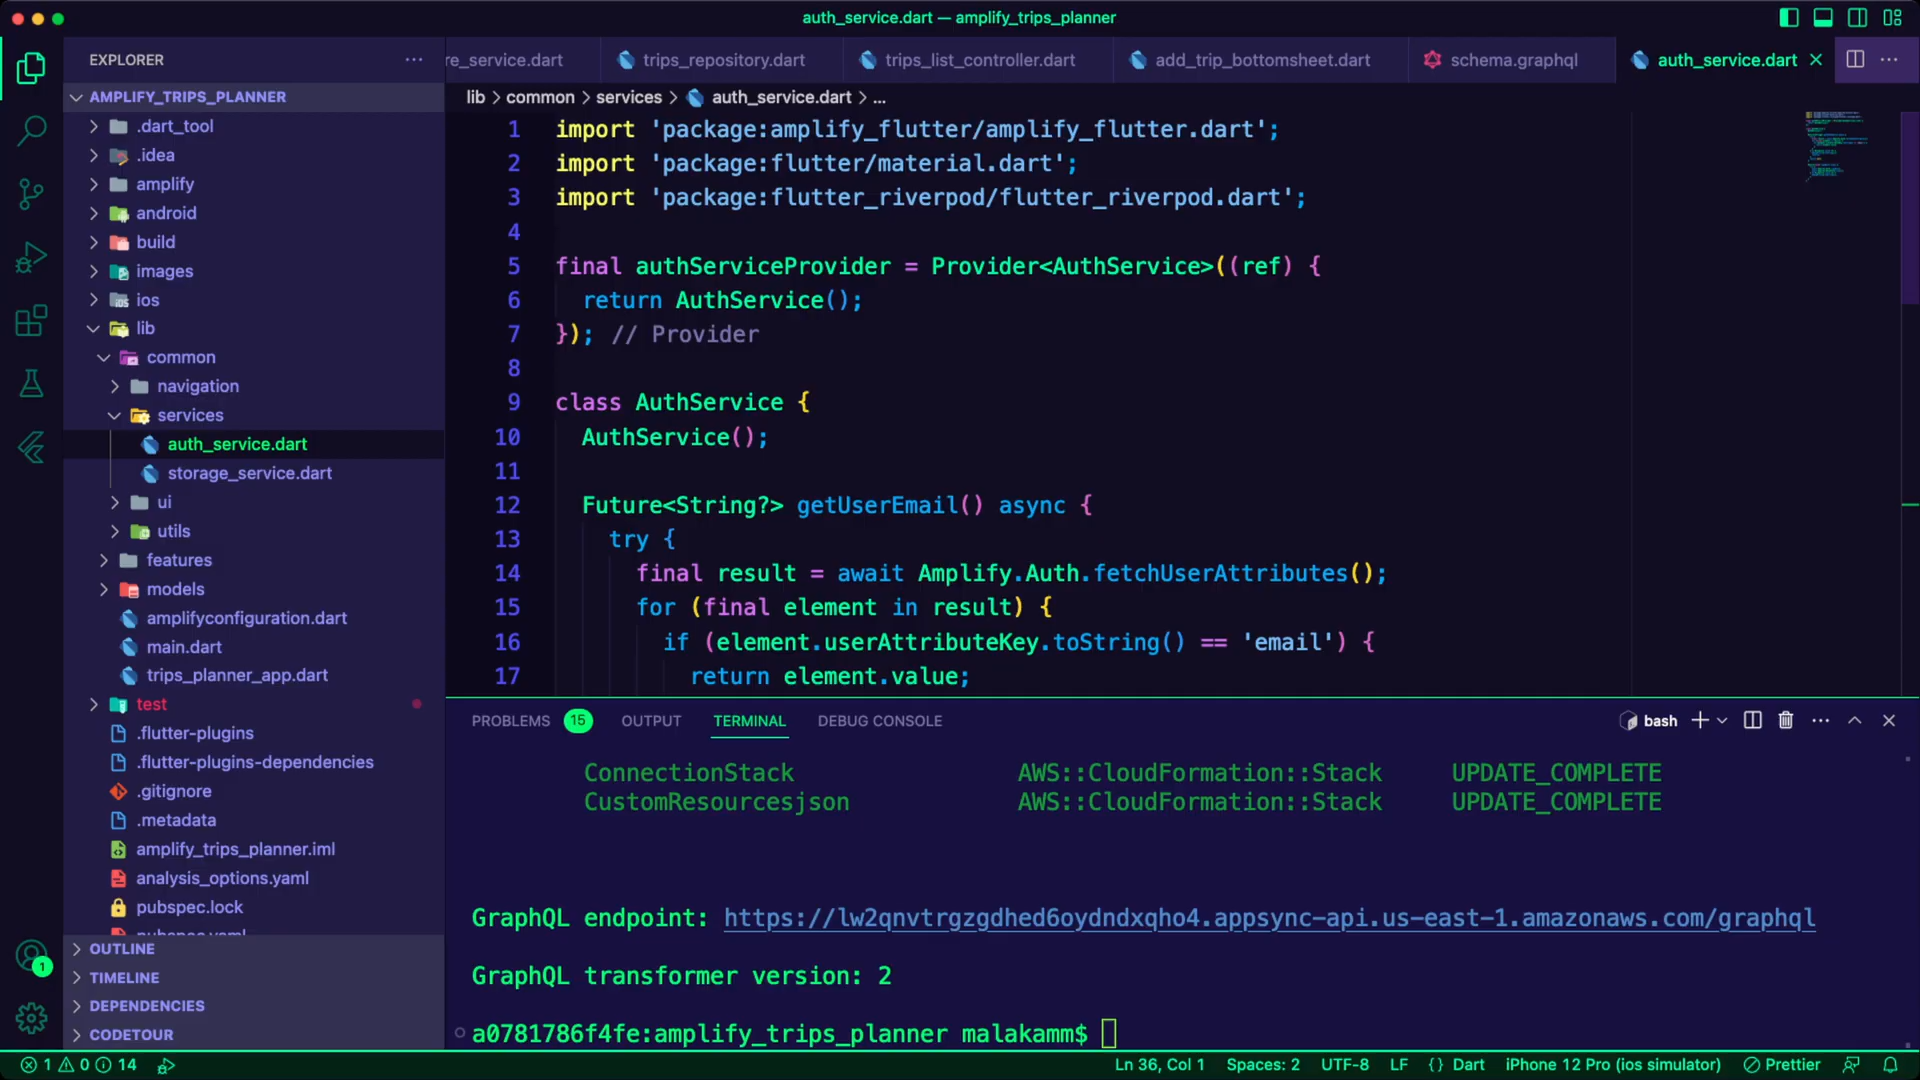 auth_service.dart — amplify_trips_planner
EXPLORER
re_service.dart
trips_repository.dart
trips_list_controller.dart
add_trip_bottomsheet.dart
schema.graphql
auth_service.dart
AMPLIFY_TRIPS_PLANNER
.dart_tool
.idea
amplify
android
build
images
ios
lib
common
navigation
services
auth_service.dart
storage_service.dart
ui
utils
features
models
amplifyconfiguration.dart
main.dart
trips_planner_app.dart
test
.flutter-plugins
.flutter-plugins-dependencies
.gitignore
.metadata
amplify_trips_planner.iml
analysis_options.yaml
pubspec.lock
pubspec.yaml
OUTLINE
TIMELINE
DEPENDENCIES
CODETOUR
lib > common > services > auth_service.dart > ...
1 import 'package:amplify_flutter/amplify_flutter.dart';
2 import 'package:flutter/material.dart';
3 import 'package:flutter_riverpod/flutter_riverpod.dart';
4
5 final authServiceProvider = Provider<AuthService>((ref) {
6 return AuthService();
7 }); // Provider
8
9 class AuthService {
10 AuthService();
11
12 Future<String?> getUserEmail() async {
13 try {
14 final result = await Amplify.Auth.fetchUserAttributes();
15 for (final element in result) {
16 if (element.userAttributeKey.toString() == 'email') {
17 return element.value;
PROBLEMS 15 OUTPUT TERMINAL DEBUG CONSOLE
bash
ConnectionStack AWS::CloudFormation::Stack UPDATE_COMPLETE
CustomResourcesjson AWS::CloudFormation::Stack UPDATE_COMPLETE
GraphQL endpoint: https://lw2qnvtrgzgdhed6oydndxqho4.appsync-api.us-east-1.amazonaws.com/graphql
GraphQL transformer version: 2
a0781786f4fe:amplify_trips_planner malakamm$
1
1 0 14
Ln 36, Col 1 Spaces: 2 UTF-8 LF {} Dart iPhone 12 Pro (ios simulator) Prettier